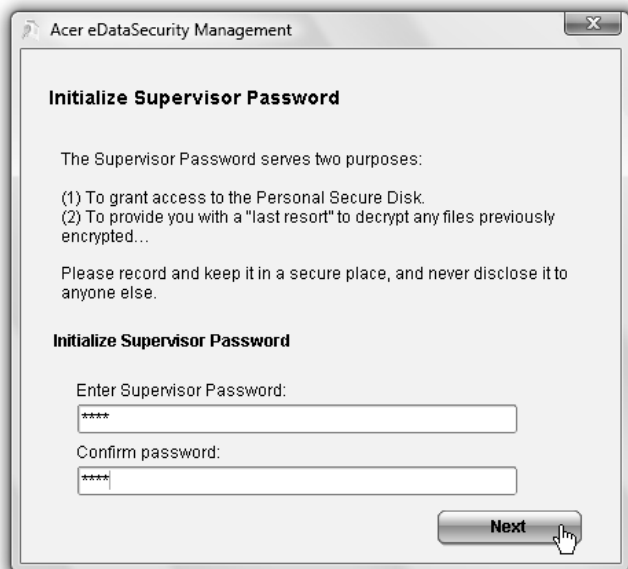 Acer eDataSecurity Management
Initialize Supervisor Password
The Supervisor Password serves two purposes:
(1) To grant access to the Personal Secure Disk.
(2) To provide you with a "last resort" to decrypt any files previously
encrypted...
Please record and keep it in a secure place, and never disclose it to
anyone else.
Initialize Supervisor Password
Enter Supervisor Password:
****
Confirm password:
****
Next